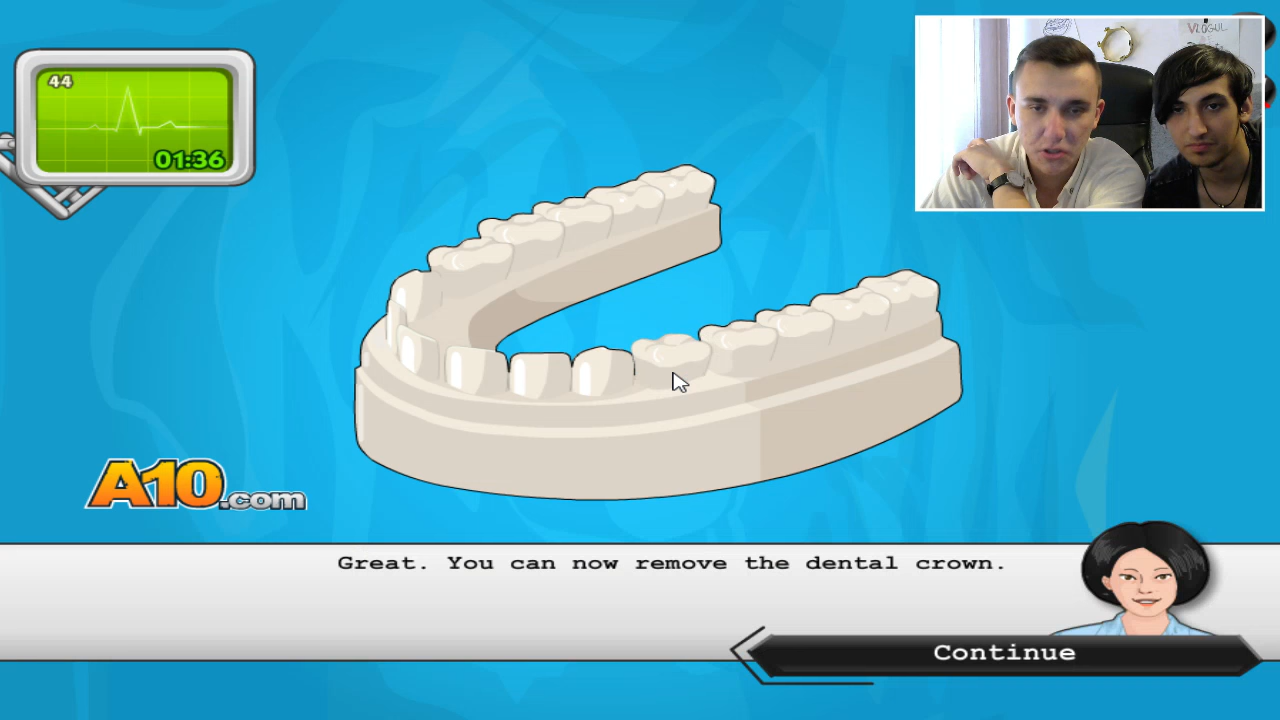 44
01:36
VLOGUL
A10.com
Great. You can now remove the dental crown.
Continue